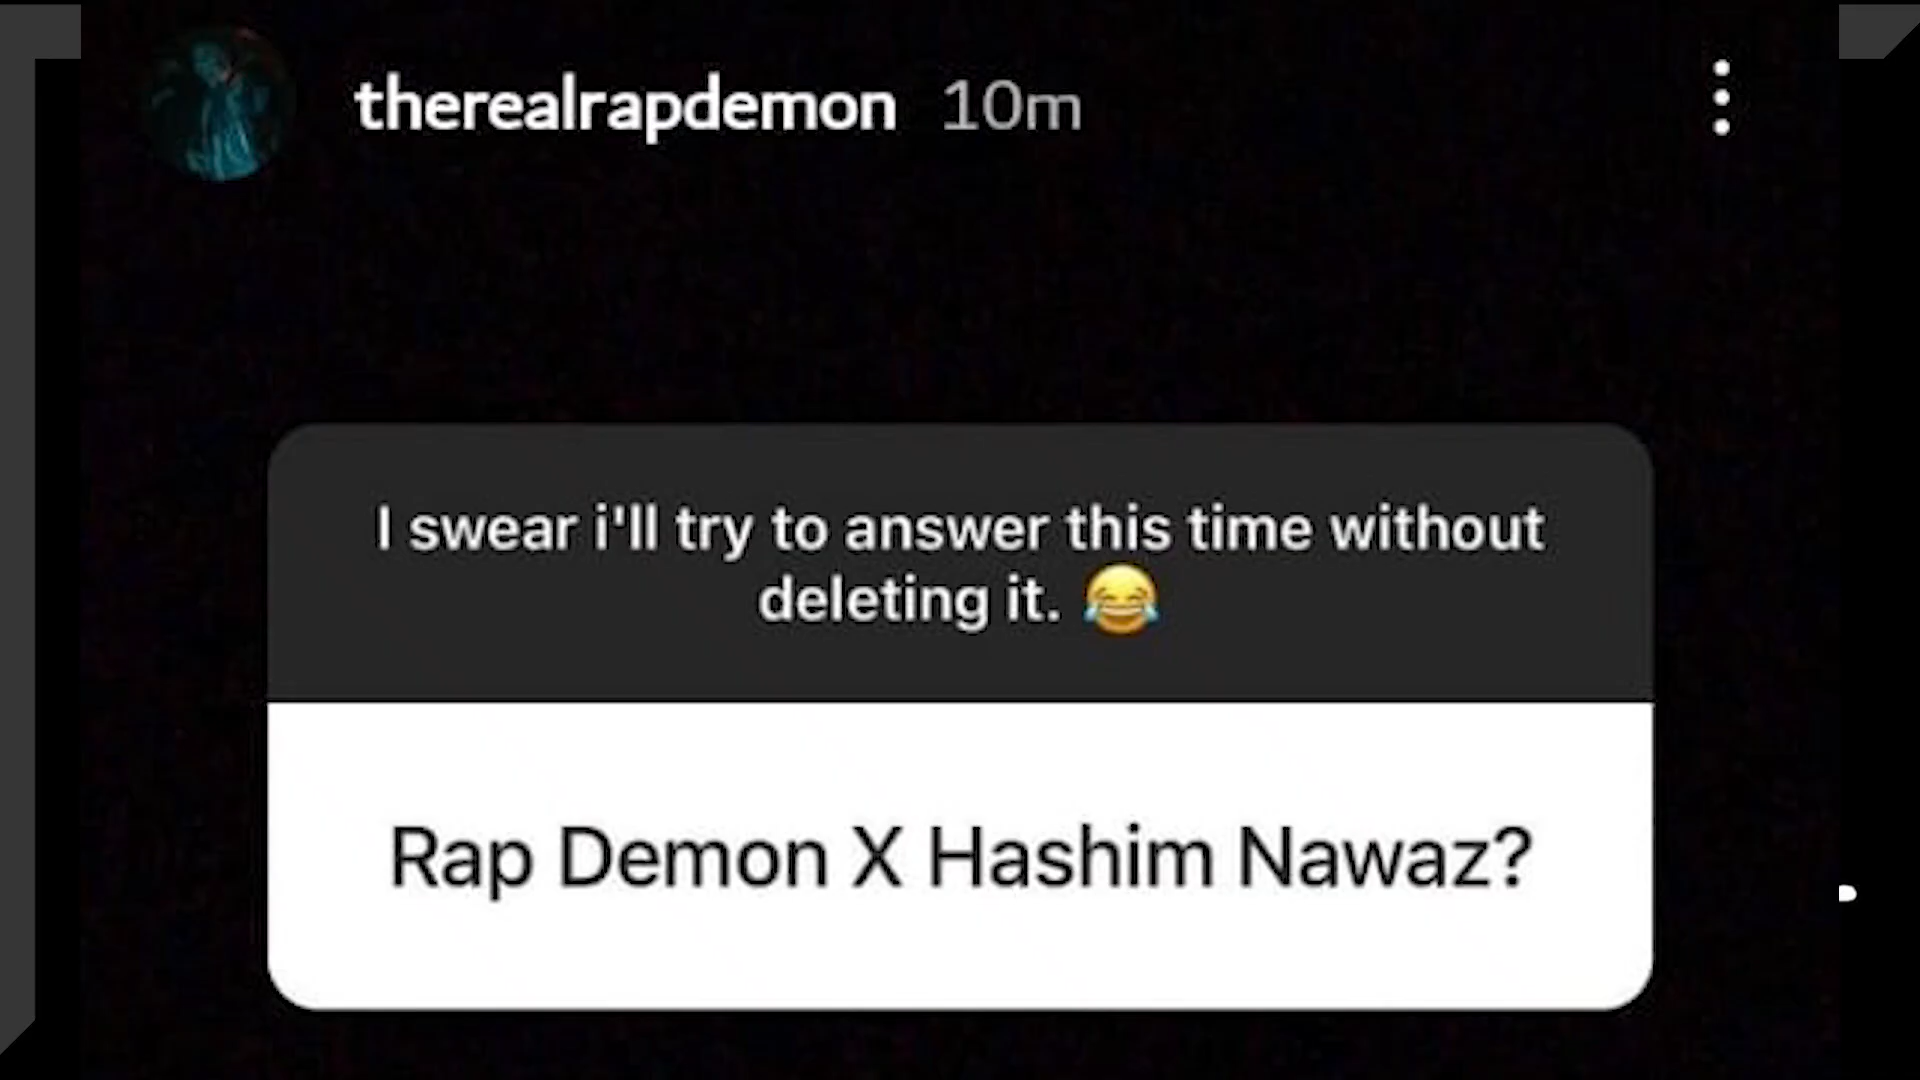 therealrapdemon 10m
I swear i'll try to answer this time without
deleting it. 😂
Rap Demon X Hashim Nawaz?